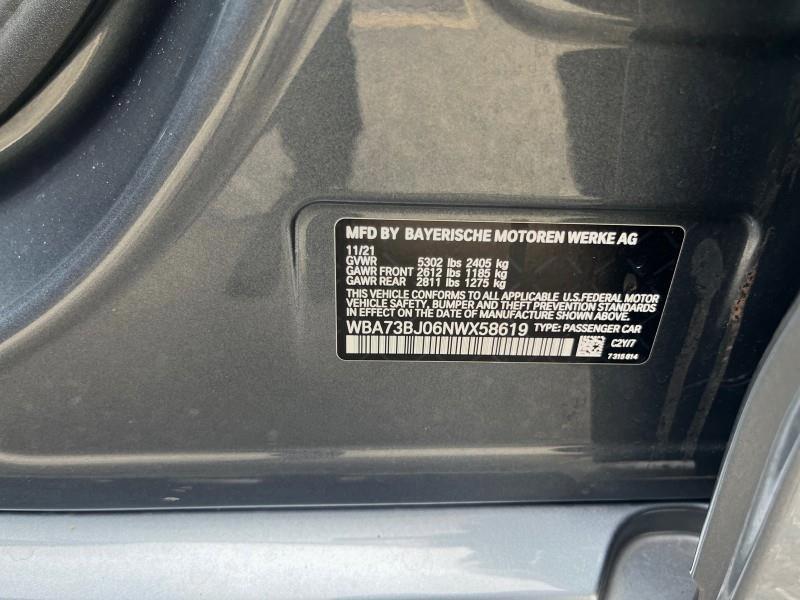 MFD BY BAYERISCHE MOTOREN WERKE AG
11/21
GVWR 5302 lbs 2405 kg
GAWR FRONT 2612 lbs 1185 kg
GAWR REAR 2811 lbs 1275 kg
THIS VEHICLE CONFORMS TO ALL APPLICABLE U.S.FEDERAL MOTOR
VEHICLE SAFETY, BUMPER AND THEFT PREVENTION STANDARDS
IN EFFECT ON THE DATE OF MANUFACTURE SHOWN ABOVE.
WBA73BJ06NWX58619 TYPE: PASSENGER CAR
C2Y/7
7 315 814